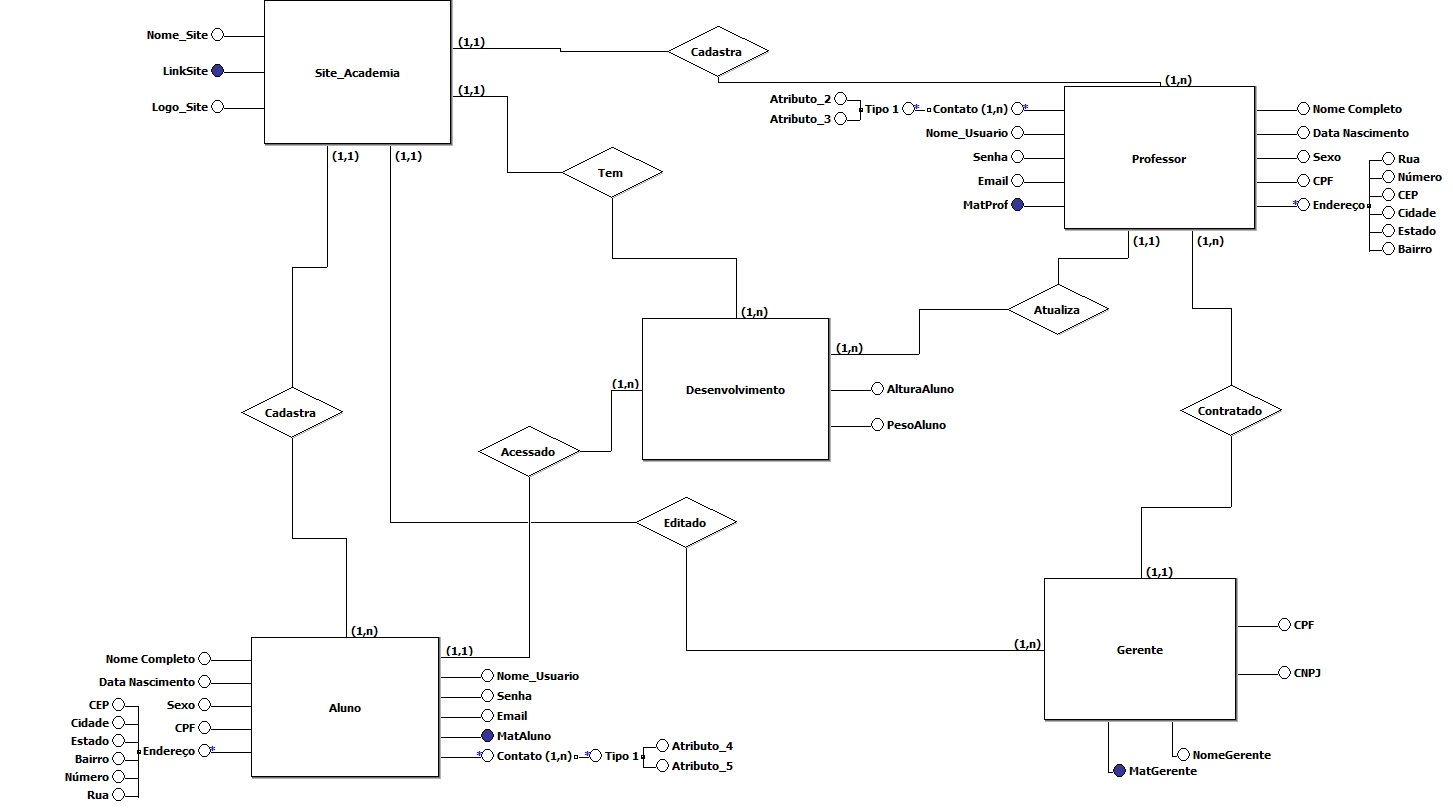 Nome_Site
LinkSite
Logo_Site
Site_Academia
(1,1)
(1,1)
(1,1)
(1,1)
Cadastra
(1,n)
Atributo_2
Atributo_3
Tipo 1
* Contato (1,n) *
Nome_Usuario
Senha
Email
MatProf
Professor
Nome Completo
Data Nascimento
Sexo
CPF
* Endereço
Rua
Número
CEP
Cidade
Estado
Bairro
(1,1)
(1,n)
Tem
(1,n)
Atualiza
(1,n)
Desenvolvimento
AlturaAluno
PesoAluno
(1,n)
Acessado
Cadastra
Contratado
Editado
(1,n)
(1,1)
Gerente
CPF
CNPJ
NomeGerente
MatGerente
(1,n)
(1,1)
Aluno
Nome Completo
Data Nascimento
Sexo
CPF
Endereço *
CEP
Cidade
Estado
Bairro
Número
Rua
Nome_Usuario
Senha
Email
MatAluno
* Contato (1,n) * Tipo 1
Atributo_4
Atributo_5